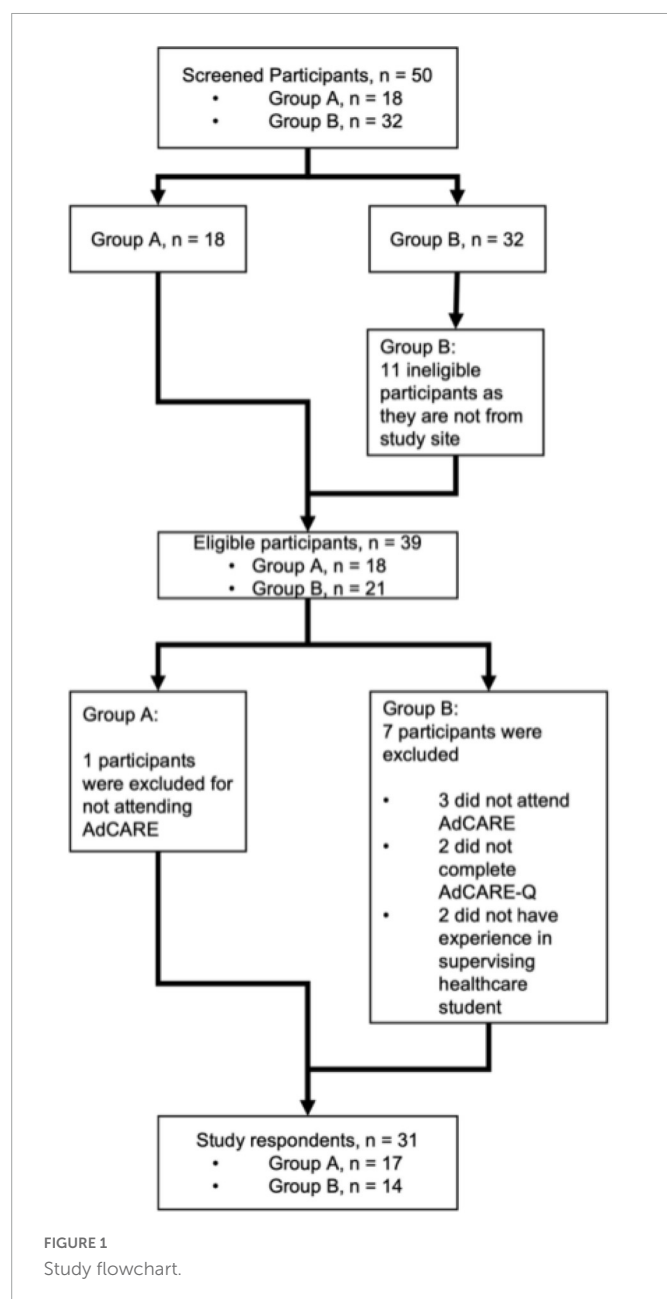 Screened Participants, n = 50
• Group A, n = 18
• Group B, n = 32
Group A, n = 18
Group B, n = 32
Group B:
11 ineligible
participants as
they are not from
study site
Eligible participants, n = 39
• Group A, n = 18
• Group B, n = 21
Group A:
1 participants
were excluded for
not attending
AdCARE
Group B:
7 participants were
excluded
• 3 did not attend
AdCARE
• 2 did not
complete
AdCARE-Q
• 2 did not have
experience in
supervising
healthcare
student
Study respondents, n = 31
• Group A, n = 17
• Group B, n = 14
FIGURE 1
Study flowchart.